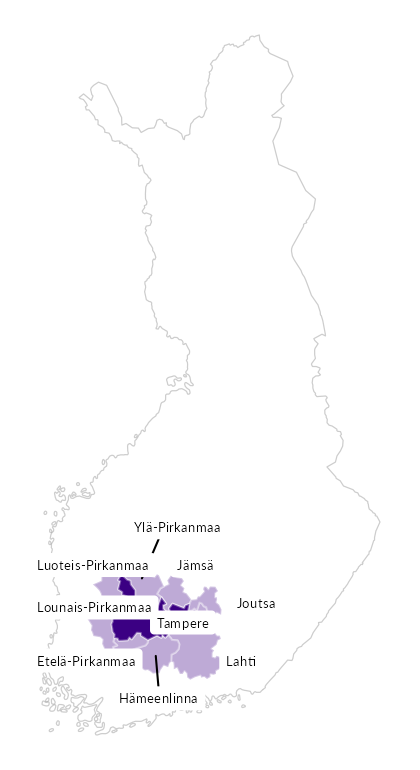 Ylä-Pirkanmaa
Luoteis-Pirkanmaa
Jämsä
Lounais-Pirkanmaa
Joutsa
Tampere
Etelä-Pirkanmaa
Lahti
Hämeenlinna